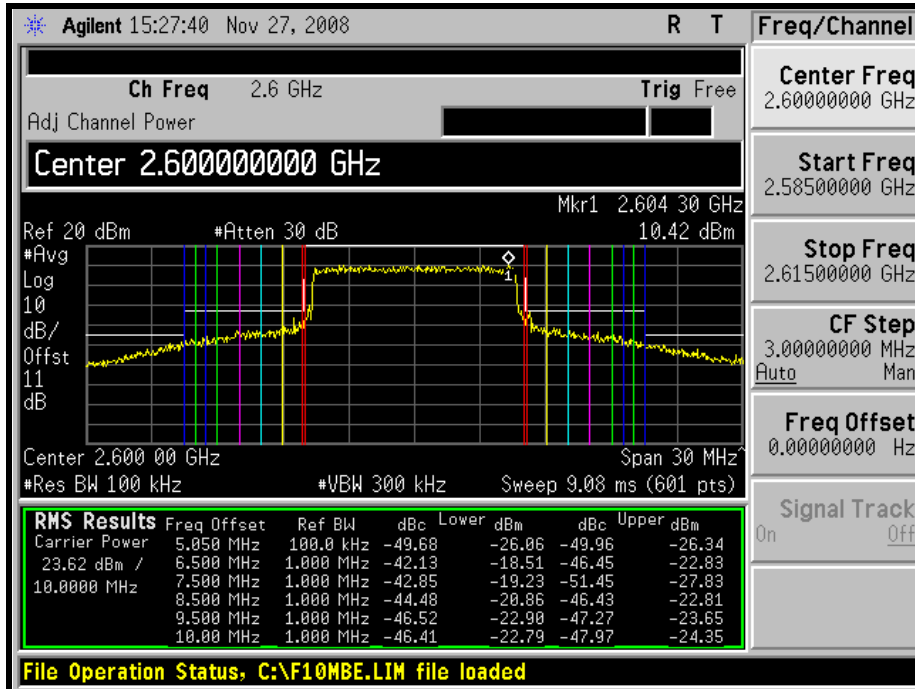 Agilent 15:27:40 Nov 27, 2008 R T
Freq/Channel
Ch Freq 2.6 GHz Trig Free
Adj Channel Power
Center 2.600000000 GHz
Mkr1 2.604 30 GHz
Ref 20 dBm #Atten 30 dB 10.42 dBm
#Avg
Log
10
dB/
Offst
11
dB
1
Center 2.600 00 GHz Span 30 MHz^
#Res BW 100 kHz #VBW 300 kHz Sweep 9.08 ms (601 pts)
RMS Results Freq Offset Ref BW dBc Lower dBm dBc Upper dBm
Carrier Power 5.050 MHz 100.0 kHz -49.68 -26.06 -49.96 -26.34
23.62 dBm / 6.500 MHz 1.000 MHz -42.13 -18.51 -46.45 -22.83
10.0000 MHz 7.500 MHz 1.000 MHz -42.85 -19.23 -51.45 -27.83
8.500 MHz 1.000 MHz -44.48 -20.86 -46.43 -22.81
9.500 MHz 1.000 MHz -46.52 -22.90 -47.27 -23.65
10.00 MHz 1.000 MHz -46.41 -22.79 -47.97 -24.35
File Operation Status, C:\F10MBE.LIM file loaded
Center Freq
2.60000000 GHz
Start Freq
2.58500000 GHz
Stop Freq
2.61500000 GHz
CF Step
3.00000000 MHz
Auto Man
Freq Offset
0.00000000 Hz
Signal Track
On Off